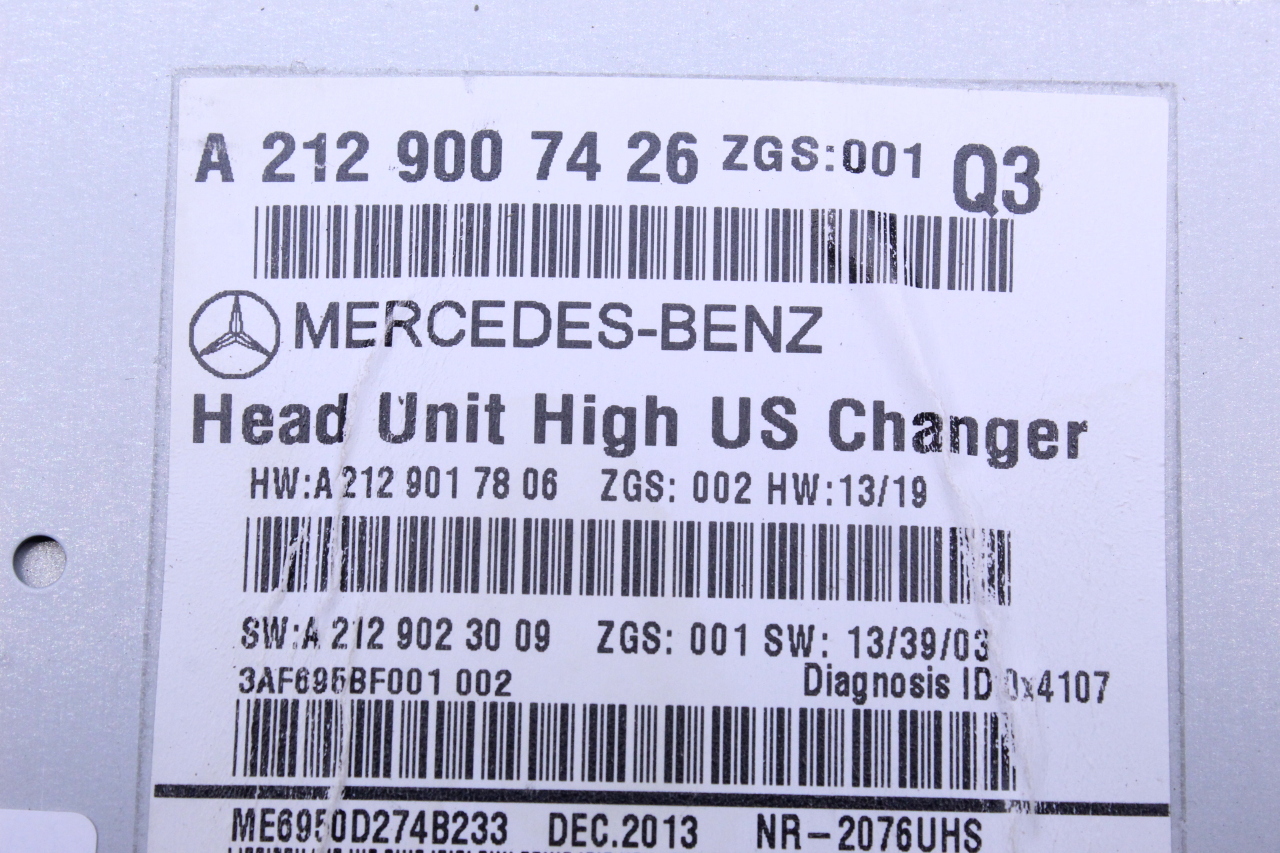 A 212 900 74 26 ZGS:001 Q3
MERCEDES-BENZ
Head Unit High US Changer
HW:A 212 901 78 06 ZGS: 002 HW:13/19
SW:A 212 902 30 09 ZGS: 001 SW: 13/39/03
3AF695BF001 002 Diagnosis ID 0x4107
ME6950D274B233 DEC.2013 NR-2076UHS